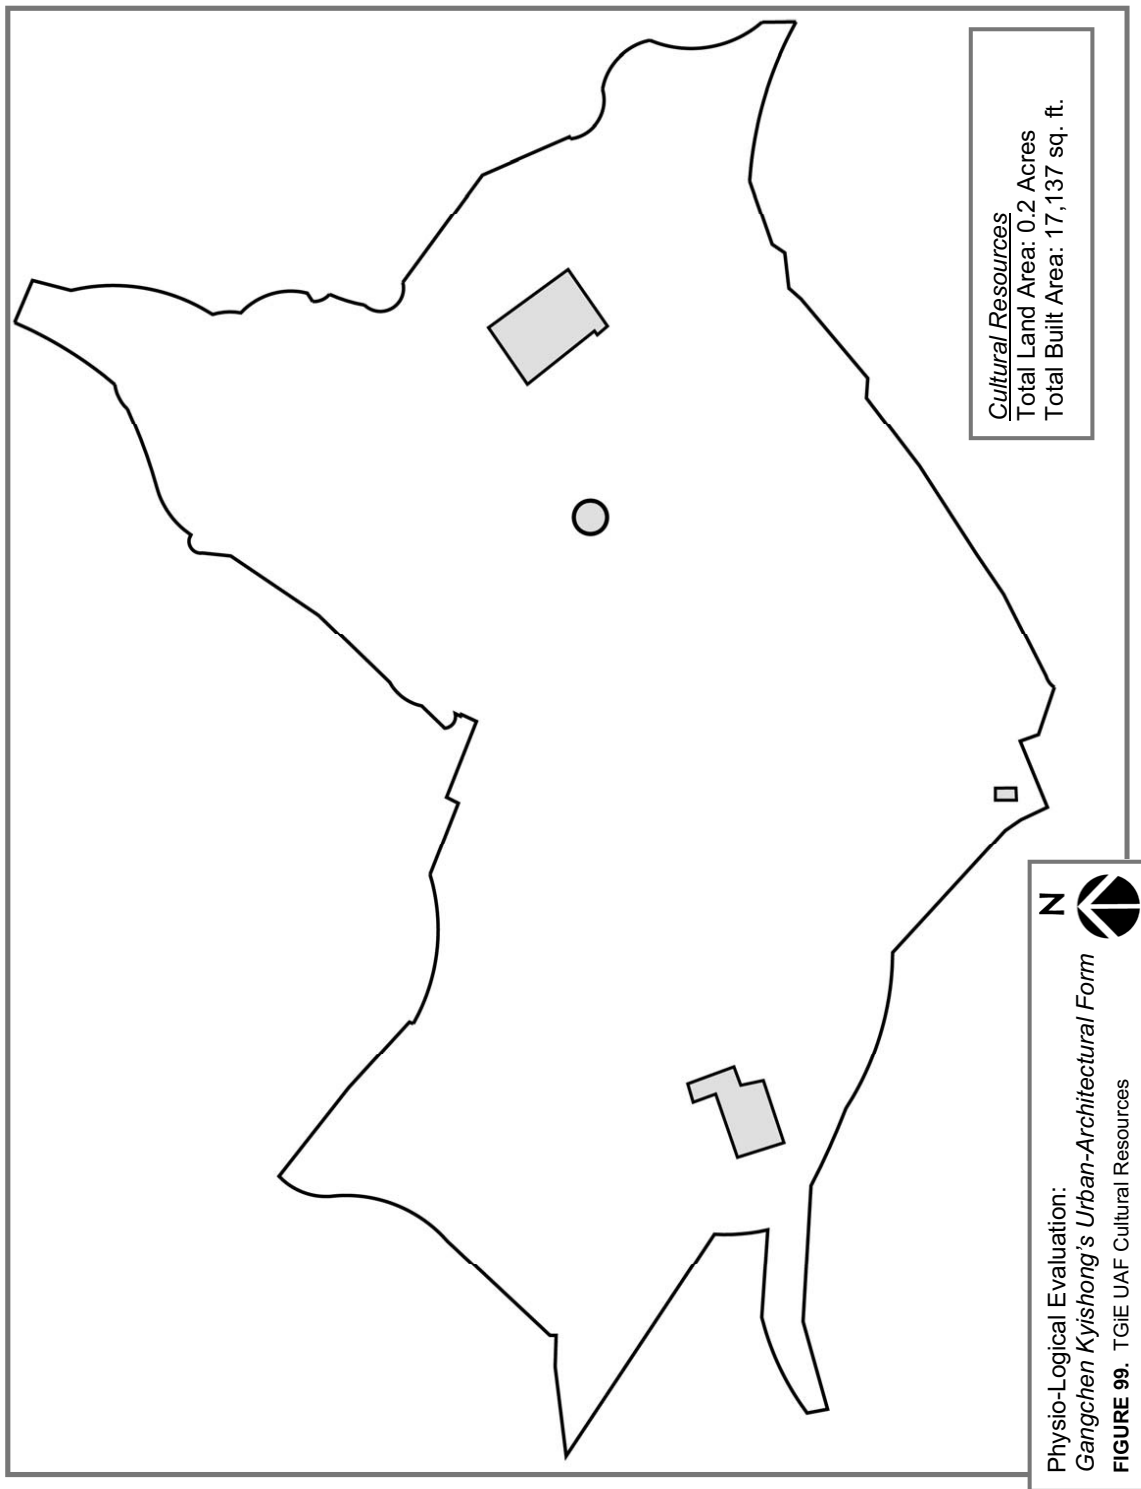 Cultural Resources
Total Land Area: 0.2 Acres
Total Built Area: 17,137 sq. ft.
Physio-Logical Evaluation:
Gangchen Kyishong’s Urban-Architectural Form
FIGURE 99. TGiE UAF Cultural Resources
N